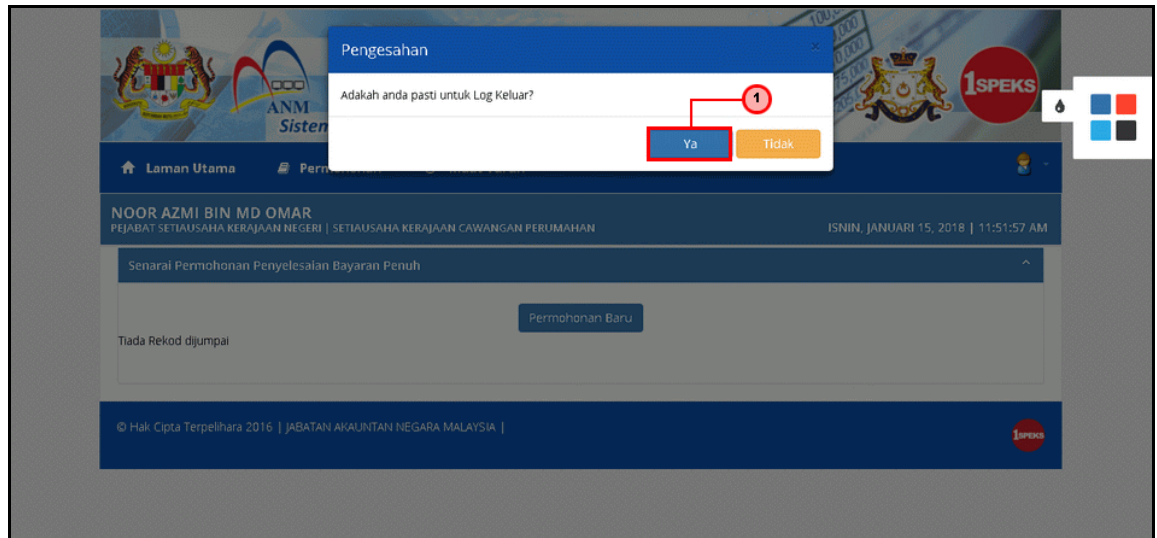 Pengesahan
×
Adakah anda pasti untuk Log Keluar?
1
Ya
Tidak
ANM
Sistem
1SPEKS
Laman Utama
NOOR AZMI BIN MD OMAR
PEJABAT SETIAUSAHA KERAJAAN NEGERI | SETIAUSAHA KERAJAAN CAWANGAN PERUMAHAN
ISNIN, JANUARI 15, 2018 | 11:51:57 AM
Senarai Permohonan Penyelesaian Bayaran Penuh
Permohonan Baru
Tiada Rekod dijumpai
© Hak Cipta Terpelihara 2016 | JABATAN AKAUNTAN NEGARA MALAYSIA |
1SPEKS